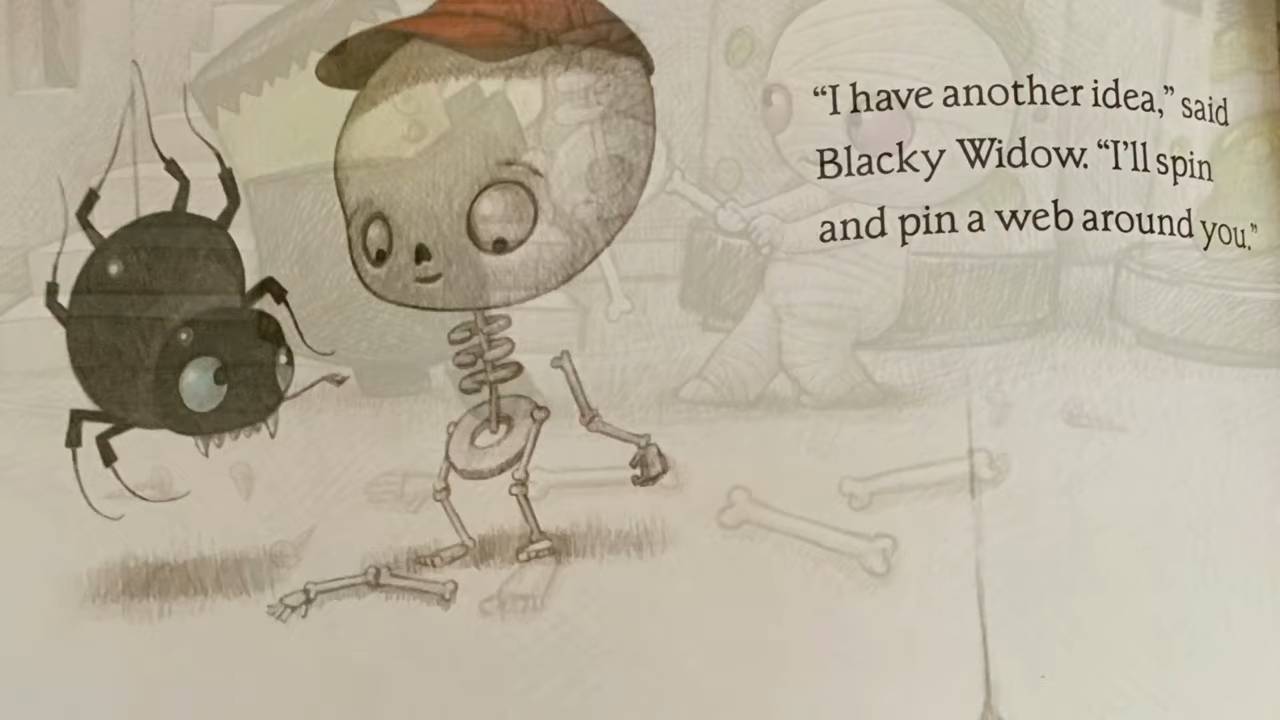 “I have another idea,” said
Blacky Widow. “I’ll spin
and pin a web around you.”